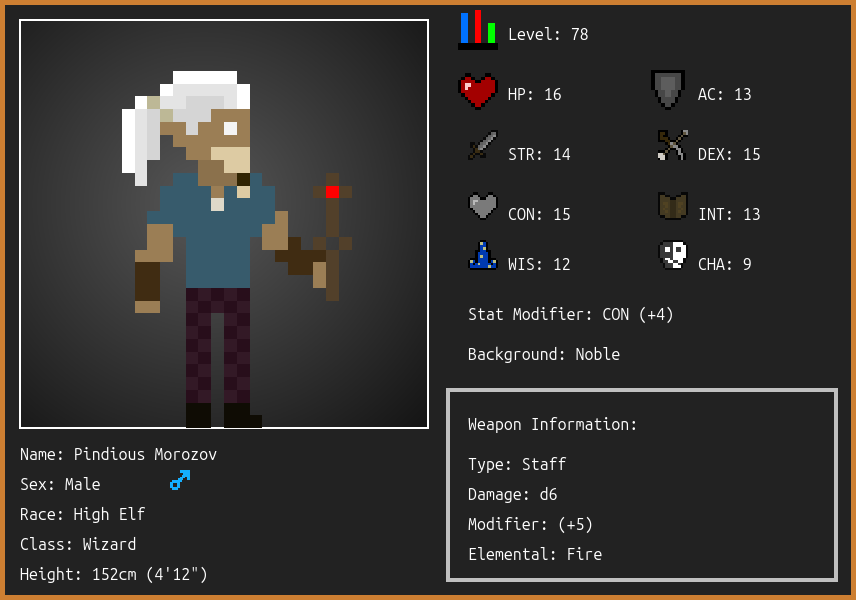 Level: 78
HP: 16
AC: 13
STR: 14
DEX: 15
CON: 15
INT: 13
WIS: 12
CHA: 9
Stat Modifier: CON (+4)
Background: Noble
Weapon Information:
Type: Staff
Damage: d6
Modifier: (+5)
Elemental: Fire
Name: Pindious Morozov
Sex: Male
Race: High Elf
Class: Wizard
Height: 152cm (4'12")